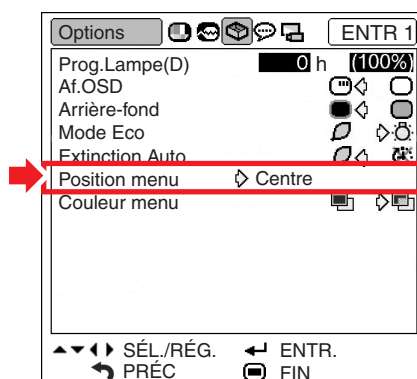 Options ENTR 1
Prog.Lampe(D) 0 h (100%)
Af.OSD
Arrière-fond
Mode Eco
Extinction Auto
Position menu Centre
Couleur menu
SÉL./RÉG. ENTR.
PRÉC FIN